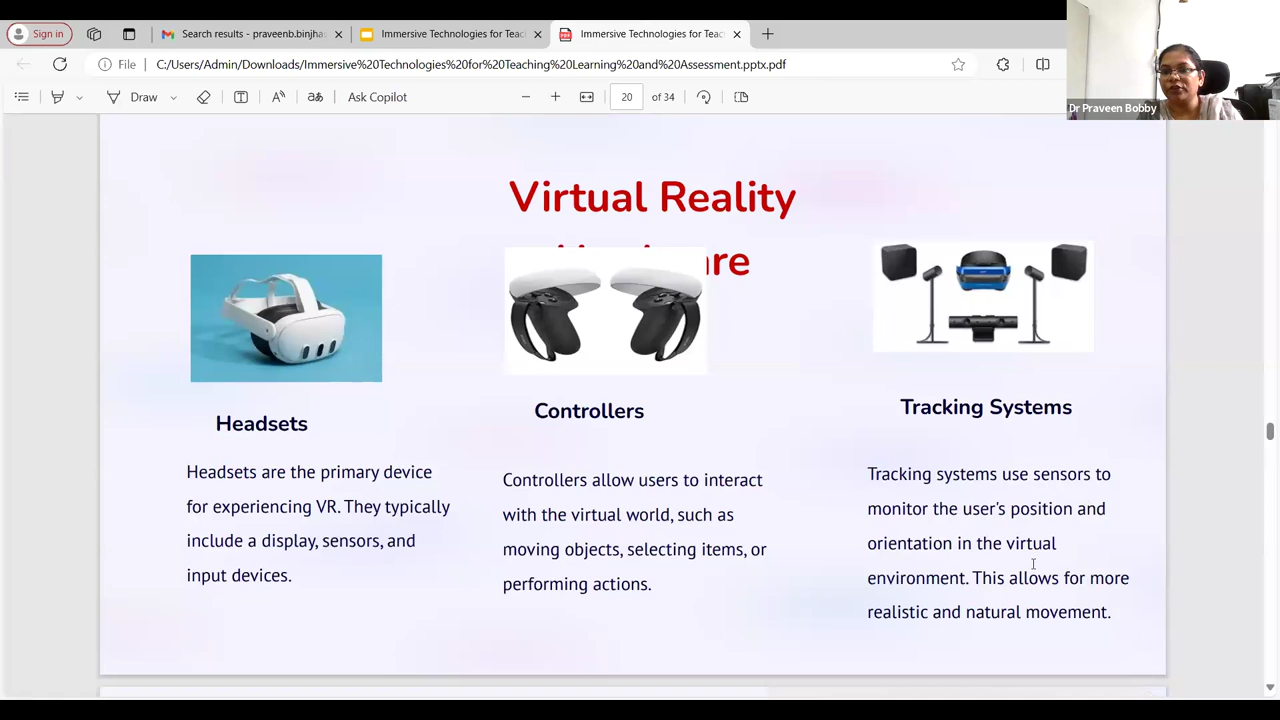 Sign in
Search results - praveenb.binjha
Immersive Technologies for Teac
Immersive Technologies for Teac
File
C:/Users/Admin/Downloads/Immersive%20Technologies%20for%20Teaching%20Learning%20and%20Assessment.pptx.pdf
Draw
Ask Copilot
20
of 34
Dr Praveen Bobby
Virtual Reality
are
Headsets
Headsets are the primary device
for experiencing VR. They typically
include a display, sensors, and
input devices.
Controllers
Controllers allow users to interact
with the virtual world, such as
moving objects, selecting items, or
performing actions.
Tracking Systems
Tracking systems use sensors to
monitor the user's position and
orientation in the virtual
environment. This allows for more
realistic and natural movement.